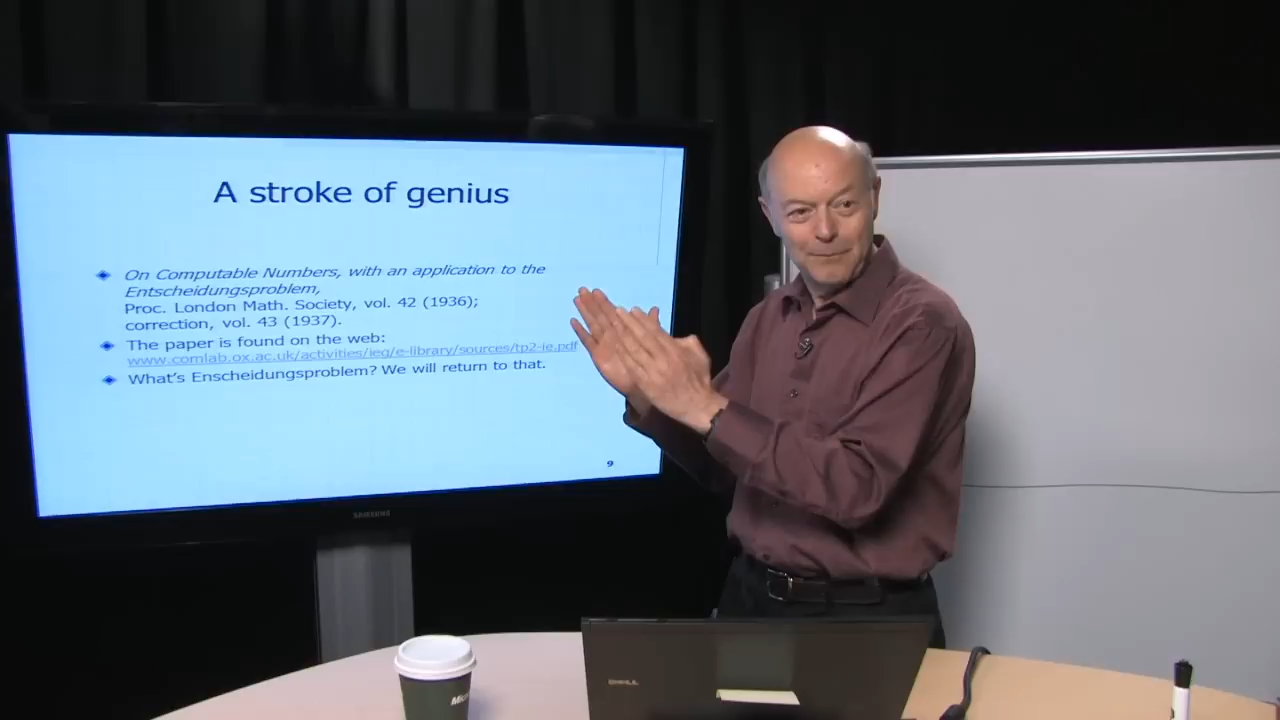 A stroke of genius
On Computable Numbers, with an application to the
Entscheidungsproblem,
Proc. London Math. Society, vol. 42 (1936);
correction, vol. 43 (1937).
The paper is found on the web:
www.comlab.ox.ac.uk/activities/ieg/e-library/sources/tp2-ie.pdf
What's Enscheidungsproblem? We will return to that.
9
SAMSUNG
DELL